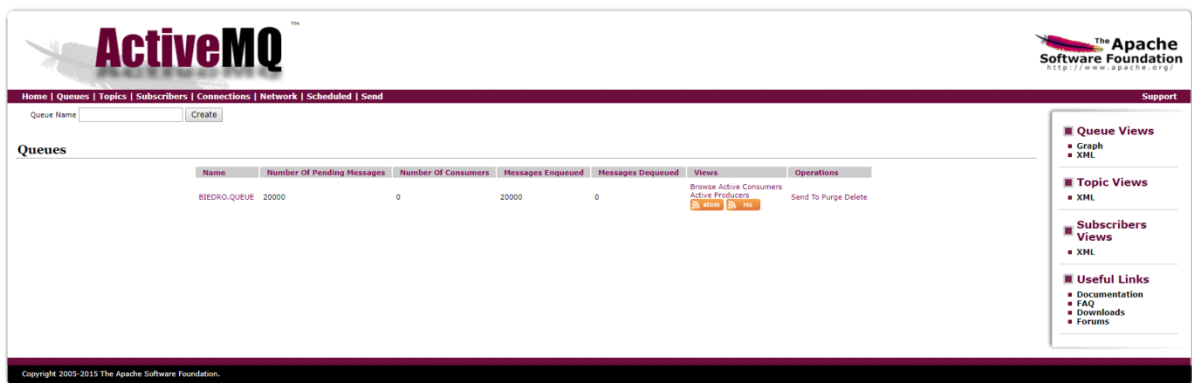 ActiveMQ™
The Apache
Software Foundation
http://www.apache.org/
Home | Queues | Topics | Subscribers | Connections | Network | Scheduled | Send
Support
Queue Name
Create
Queues
Name Number Of Pending Messages Number Of Consumers Messages Enqueued Messages Dequeued Views Operations
BIEDRO.QUEUE 20000 0 20000 0 Browse Active Consumers
Active Producers
atom rss
Send To Purge Delete
Queue Views
Graph
XML
Topic Views
XML
Subscribers
Views
XML
Useful Links
Documentation
FAQ
Downloads
Forums
Copyright 2005-2015 The Apache Software Foundation.